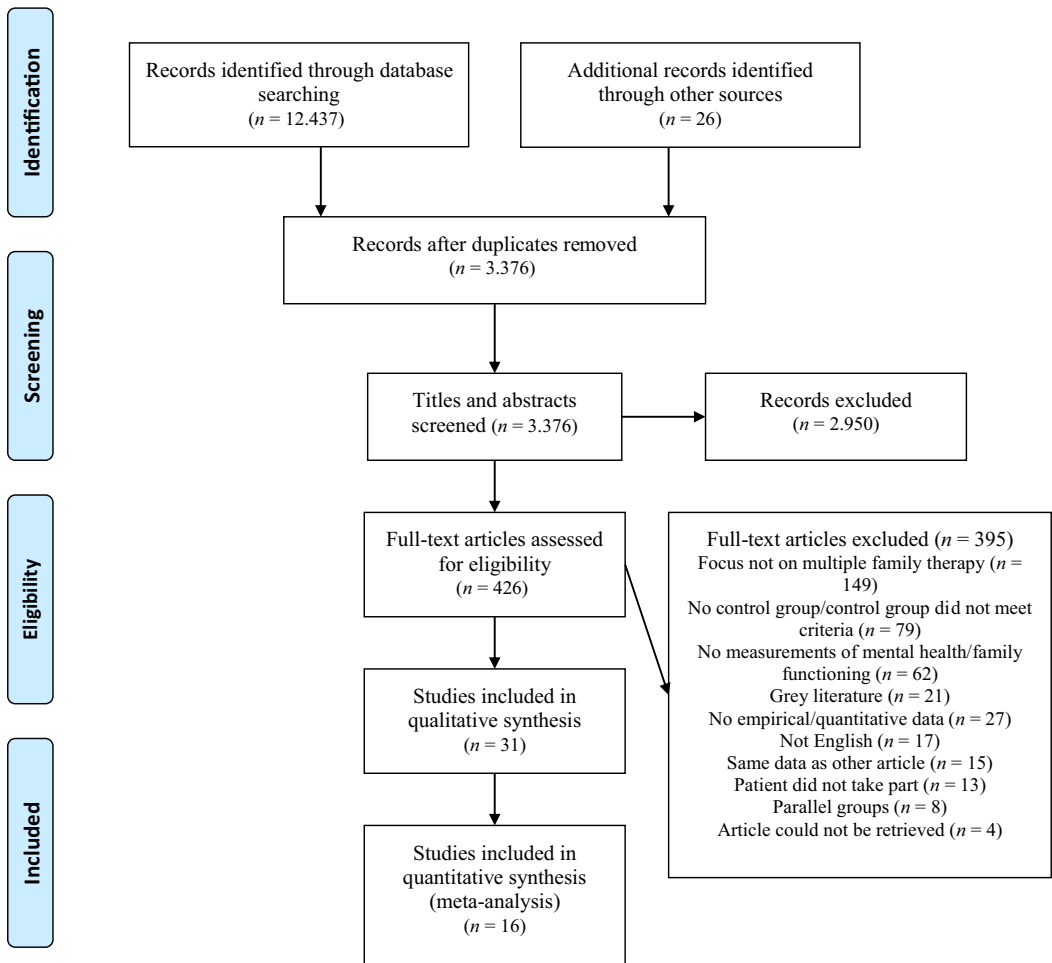 Identification
Records identified through database
searching
(n = 12.437)
Additional records identified
through other sources
(n = 26)
Records after duplicates removed
(n = 3.376)
Screening
Titles and abstracts
screened (n = 3.376)
Records excluded
(n = 2.950)
Eligibility
Full-text articles assessed
for eligibility
(n = 426)
Full-text articles excluded (n = 395)
Focus not on multiple family therapy (n =
149)
No control group/control group did not meet
criteria (n = 79)
No measurements of mental health/family
functioning (n = 62)
Grey literature (n = 21)
No empirical/quantitative data (n = 27)
Not English (n = 17)
Same data as other article (n = 15)
Patient did not take part (n = 13)
Parallel groups (n = 8)
Article could not be retrieved (n = 4)
Studies included in
qualitative synthesis
(n = 31)
Included
Studies included in
quantitative synthesis
(meta-analysis)
(n = 16)